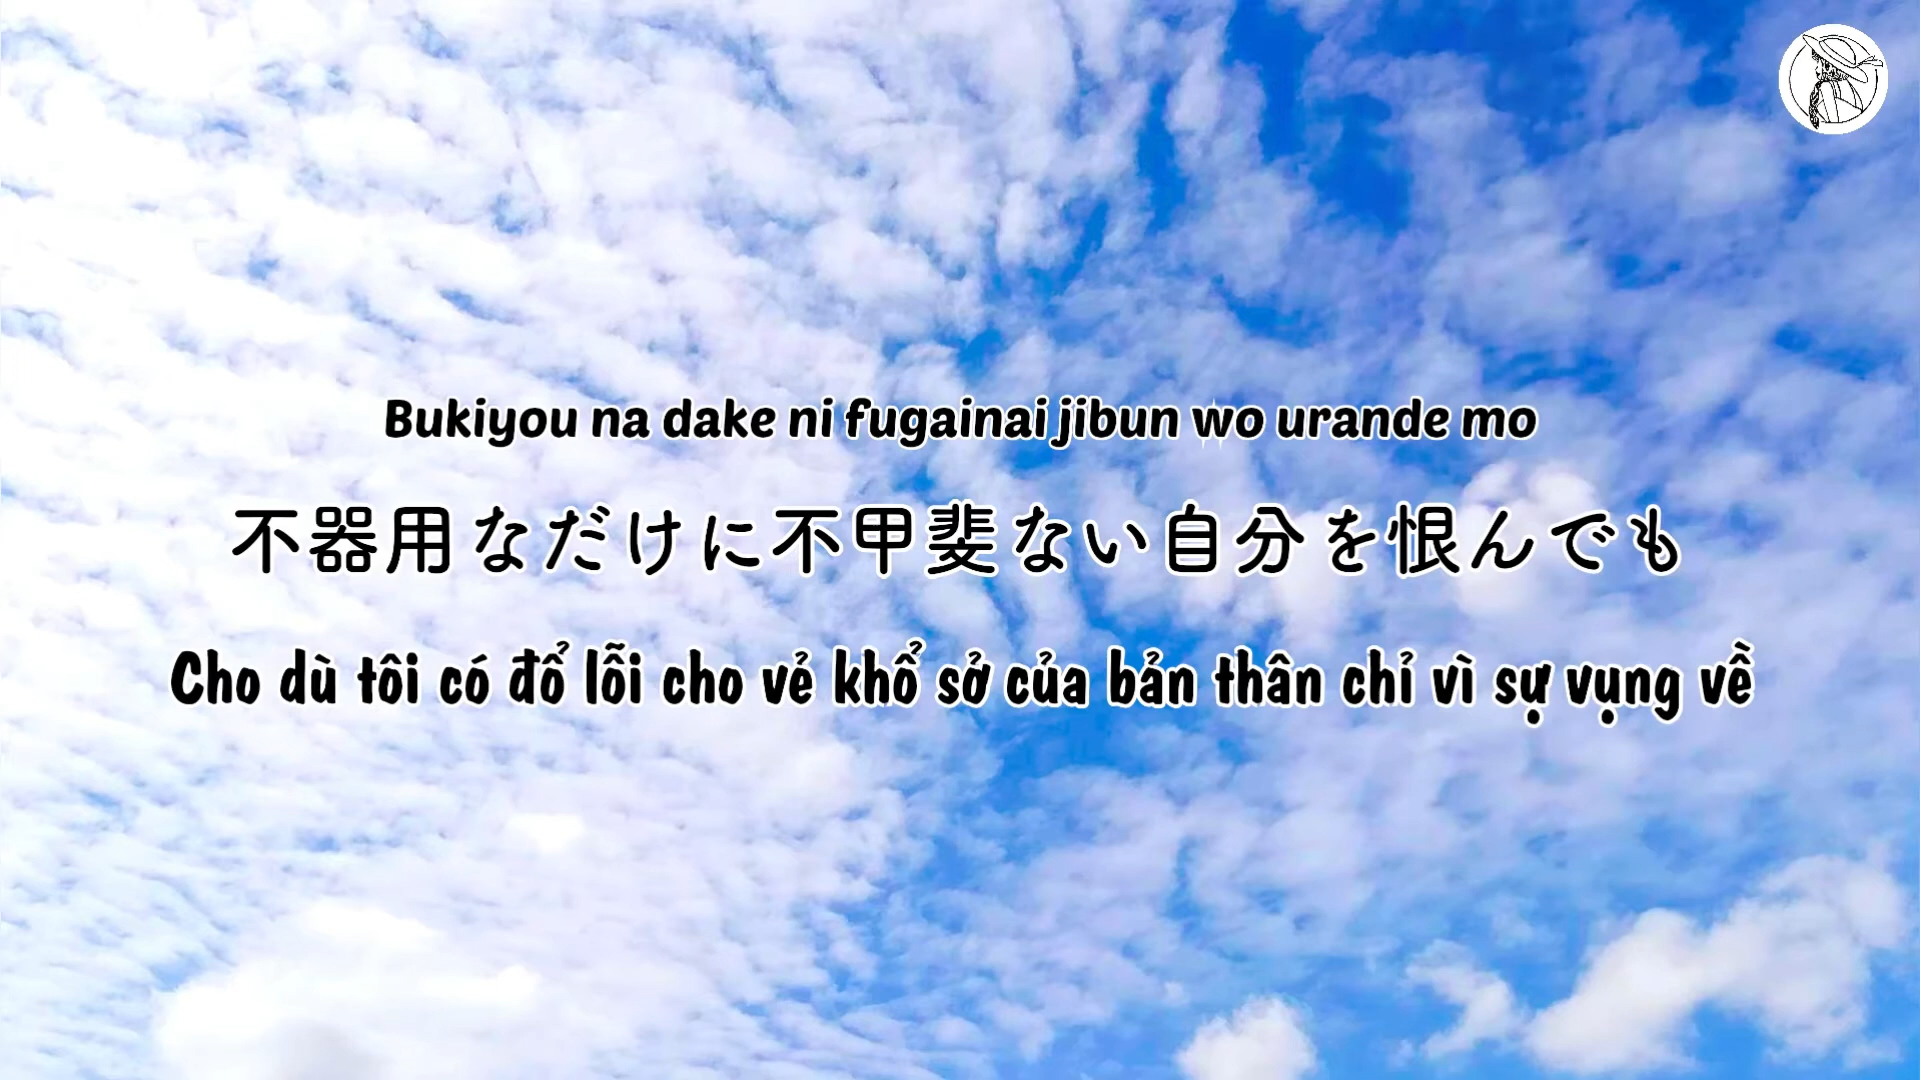 Bukiyou na dake ni fugainai jibun wo urande mo
不器用なだけに不甲斐ない自分を恨んでも
Cho dù tôi có đổ lỗi cho vẻ khổ sở của bản thân chỉ vì sự vụng về